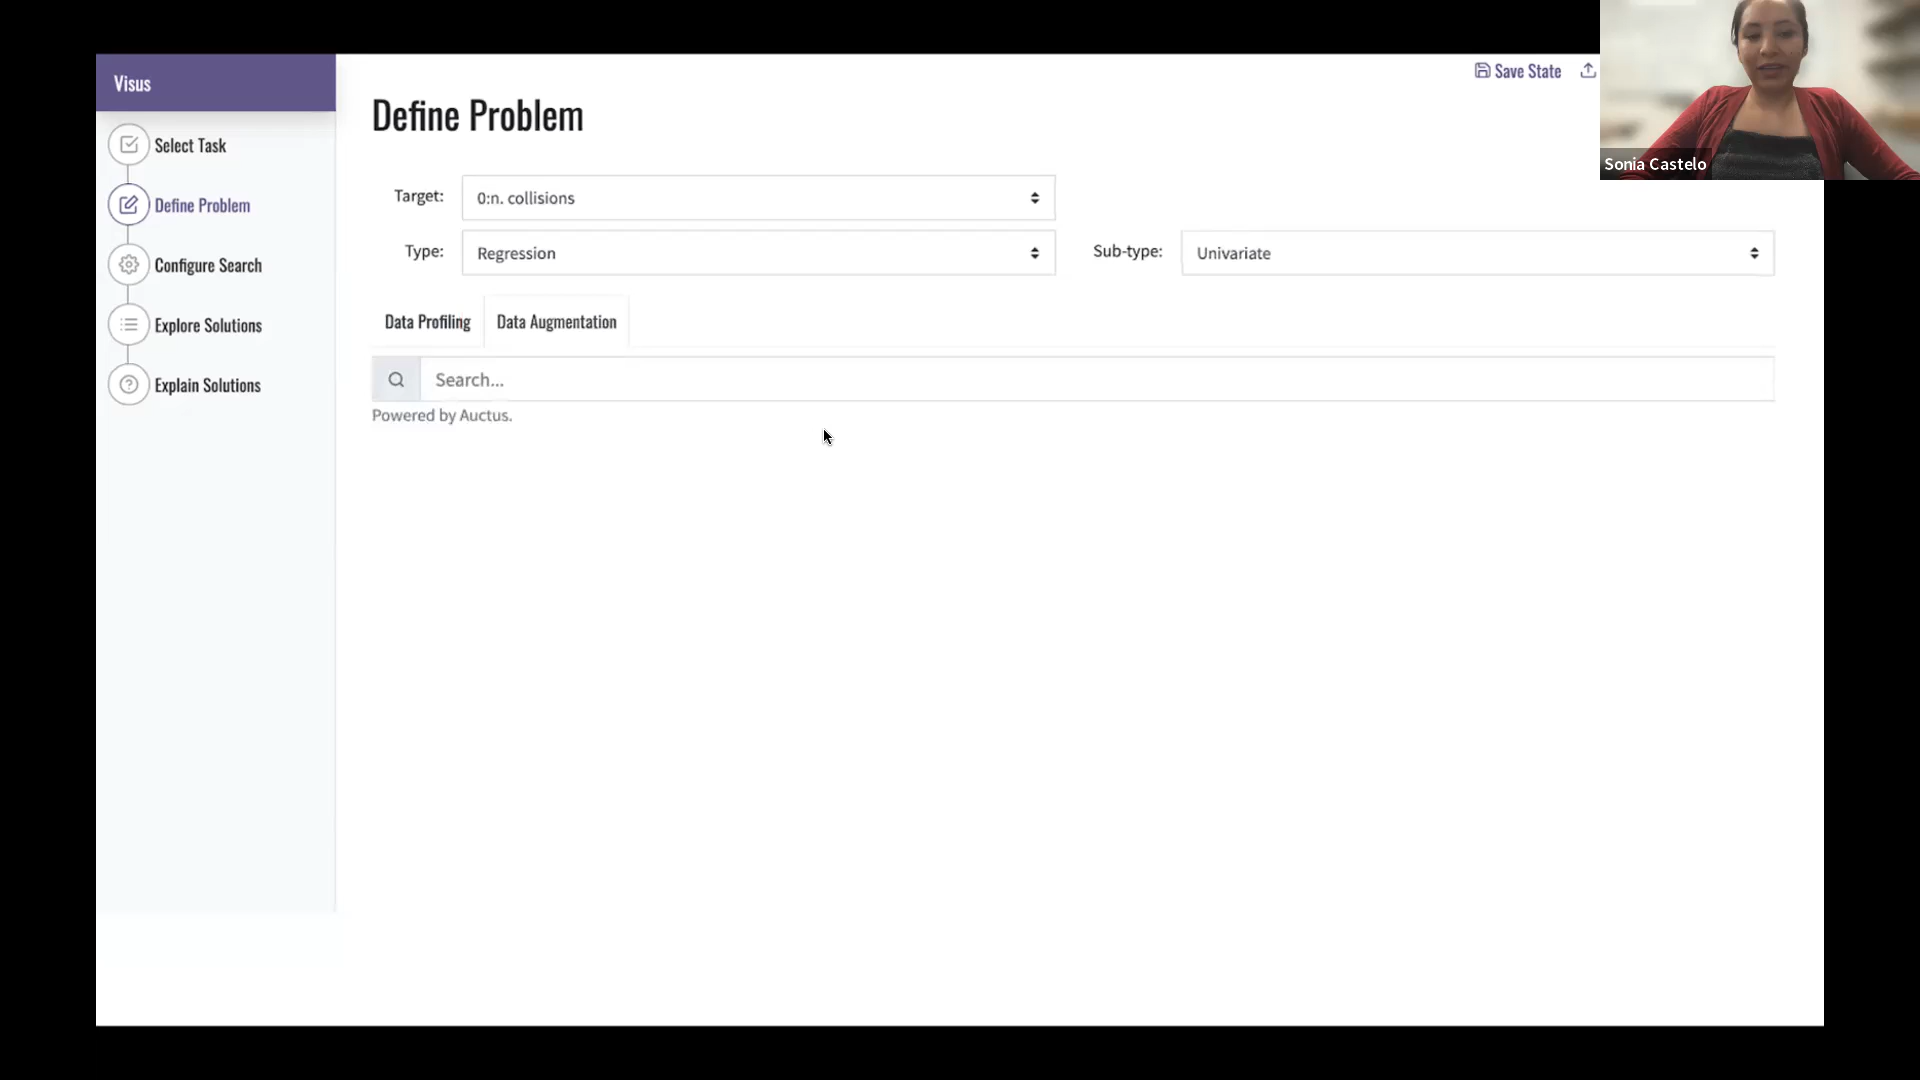 Visus
Select Task
Define Problem
Configure Search
Explore Solutions
Explain Solutions
Save State
Define Problem
Target: 0:n. collisions
Type: Regression Sub-type: Univariate
Data Profiling Data Augmentation
Search...
Powered by Auctus.
Sonia Castelo